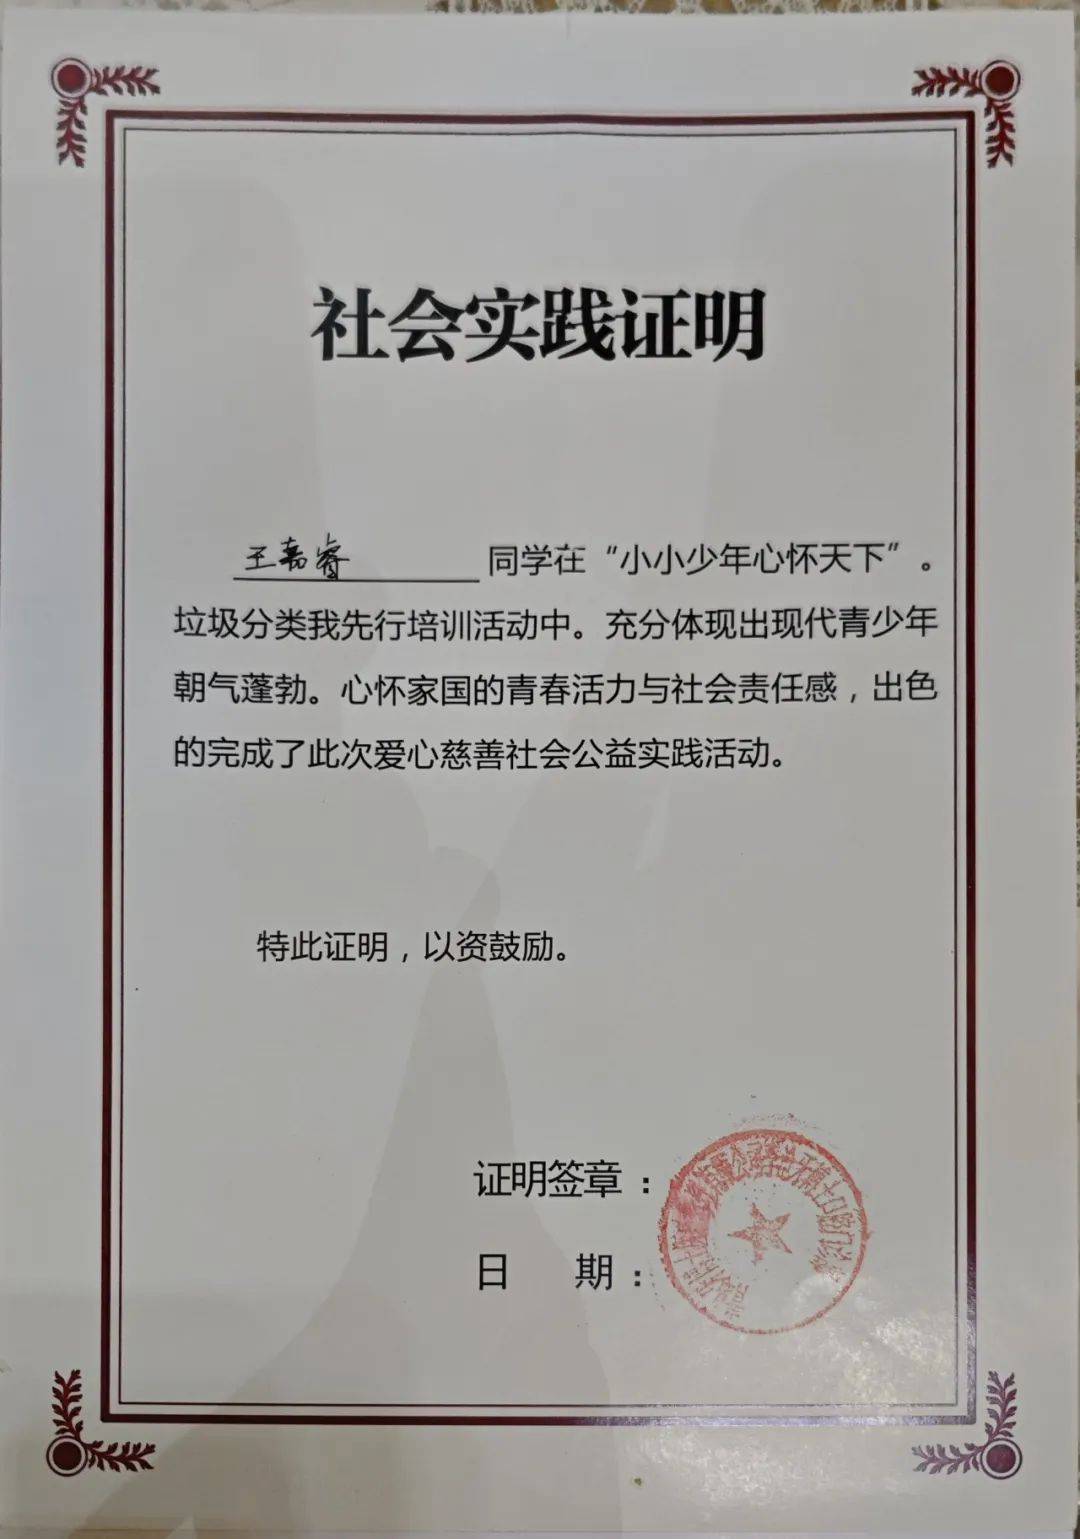 社会实践证明
王嘉睿 同学在“小小少年心怀天下”。
垃圾分类我先行培训活动中。充分体现出现代青少年
朝气蓬勃。心怀家国的青春活力与社会责任感，出色
的完成了此次爱心慈善社会公益实践活动。
特此证明，以资鼓励。
证明签章：
日 期：